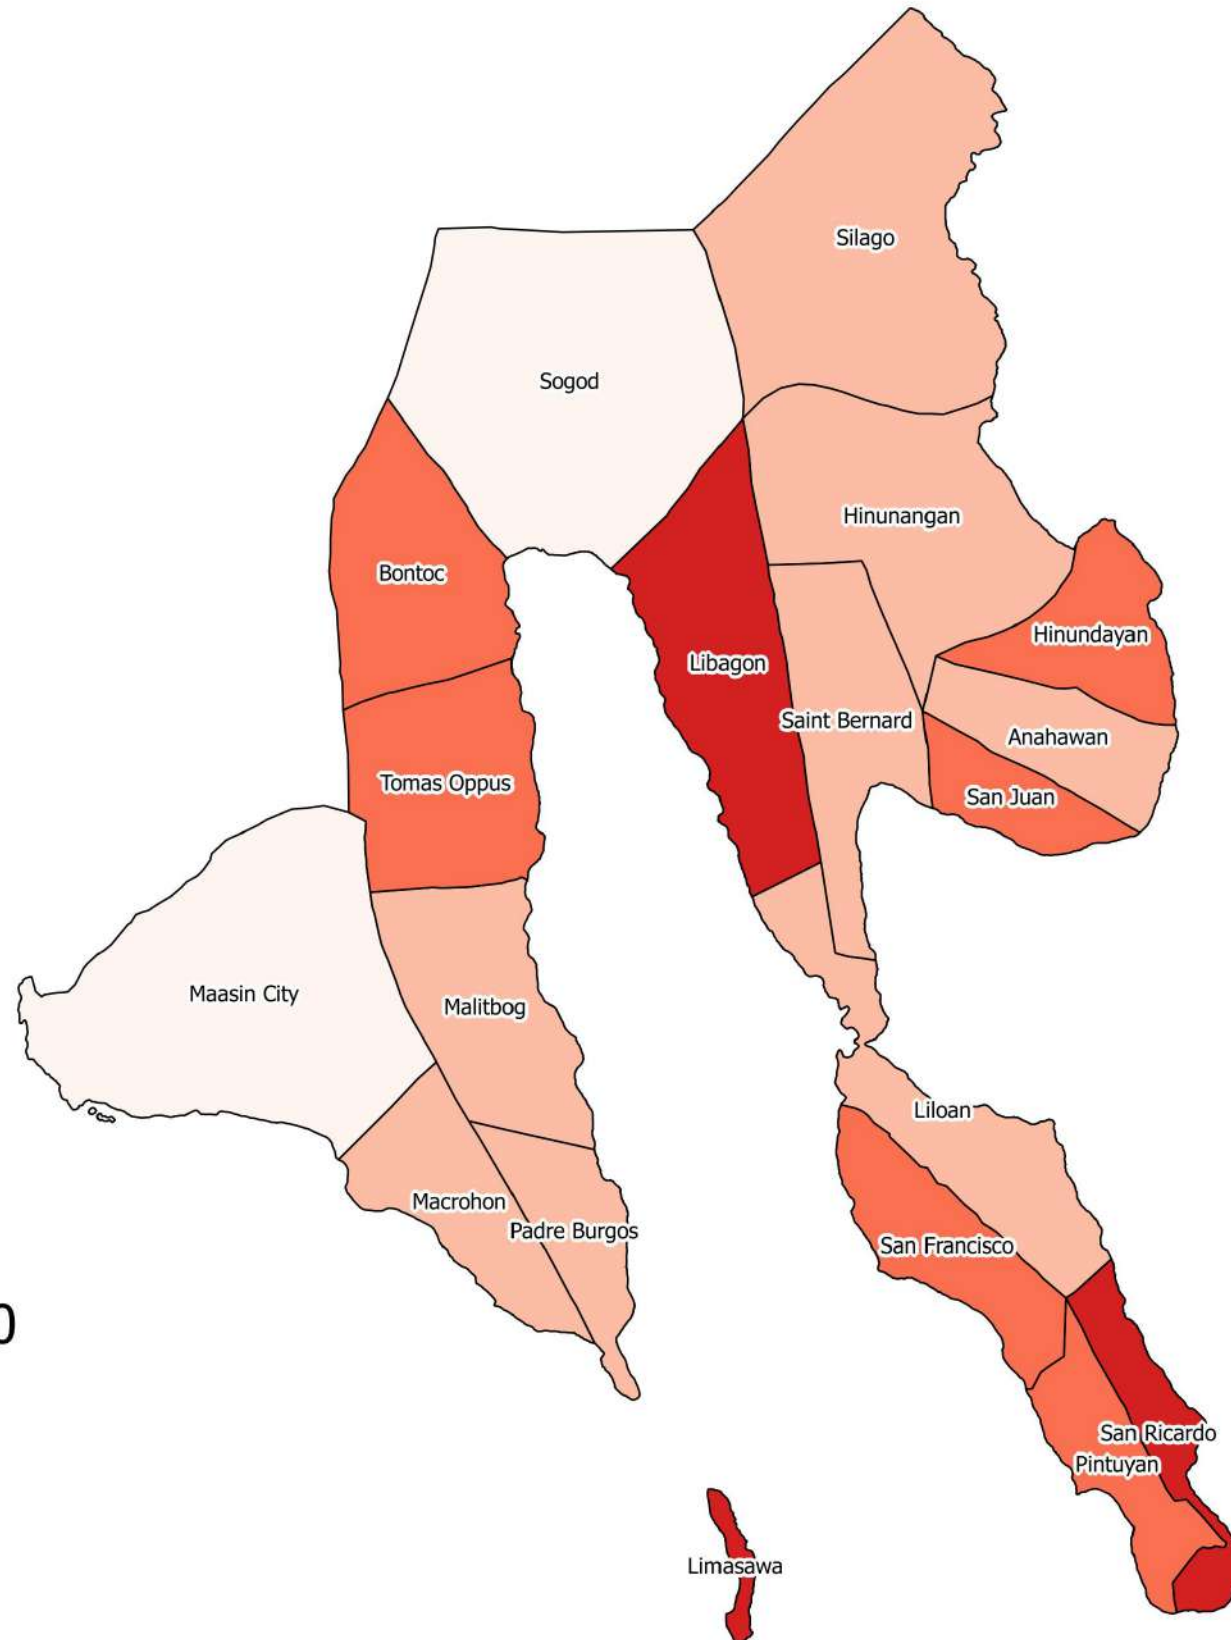 Silago
Sogod
Hinunangan
Bontoc
Hinundayan
Libagon
Saint Bernard
Anahawan
Tomas Oppus
San Juan
Maasin City
Malitbog
Liloan
Macrohon
Padre Burgos
San Francisco
0
San Ricardo
Pintuyan
Limasawa